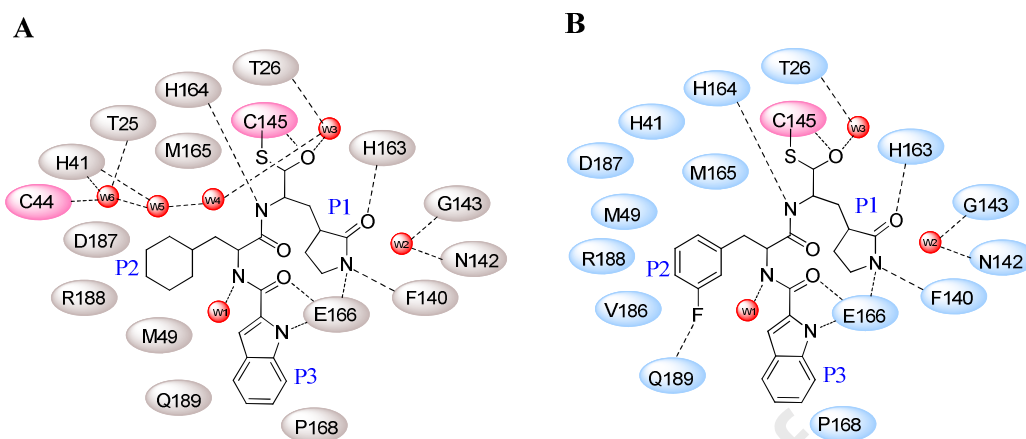 A
T26
H164
C145
W3
T25
M165
S
O
H163
H41
W6
W5
W4
P1
C44
N
O
G143
D187
O
W2
P2
N142
N
O
N
R188
W1
F140
E166
M49
N
P3
Q189
P168
B
T26
H164
C145
W3
H41
S
O
H163
D187
M165
P1
M49
N
O
G143
O
W2
R188
P2
N142
N
O
N
V186
F
W1
F140
E166
N
Q189
P3
P168
C